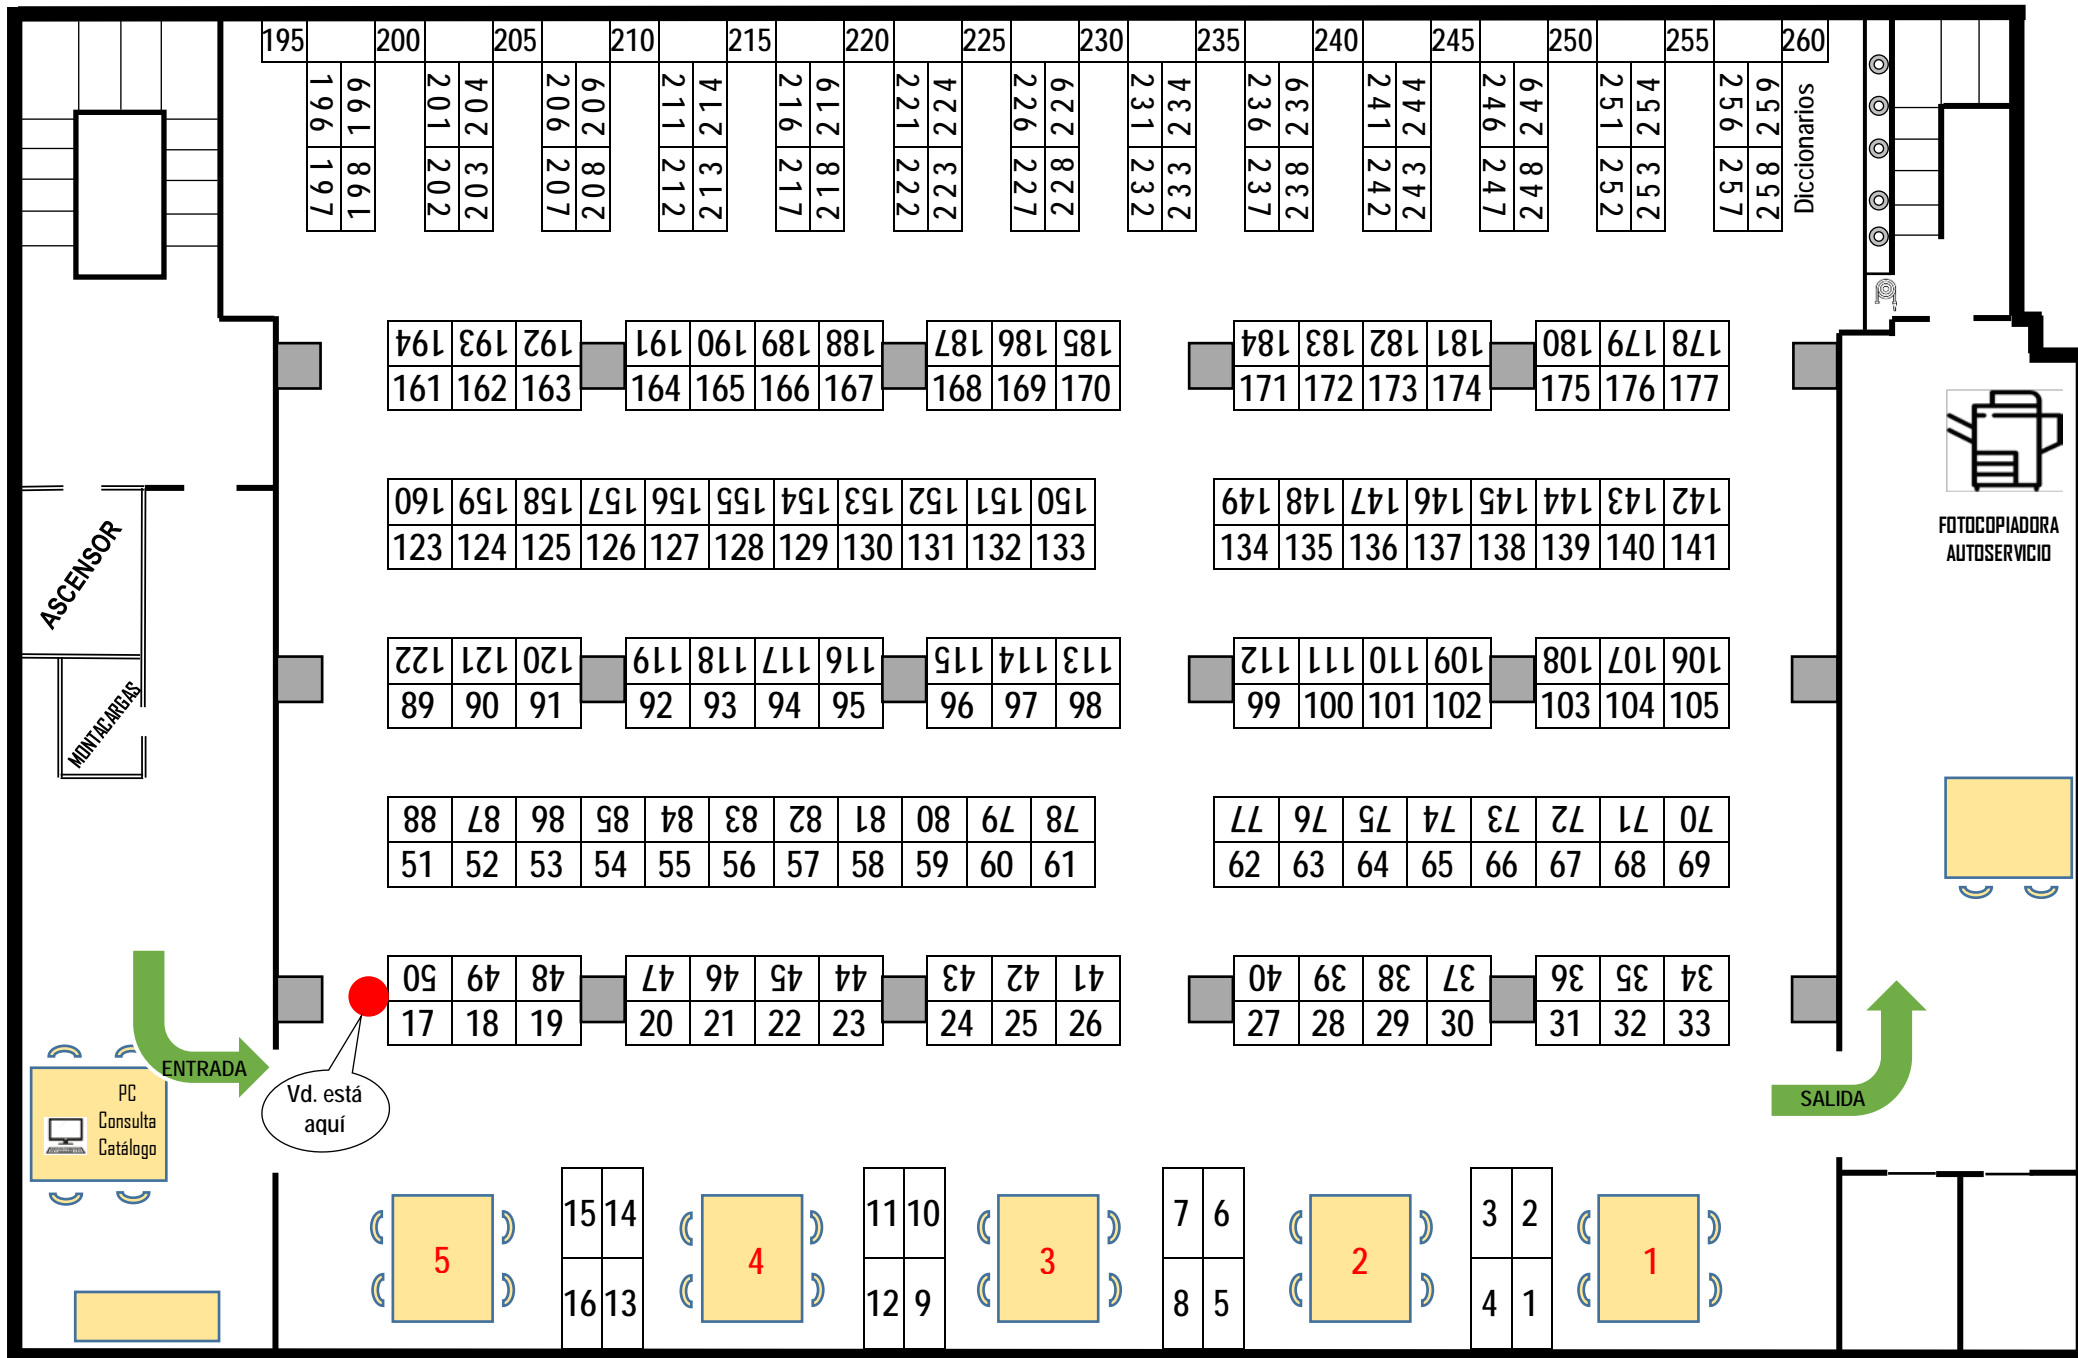 195 200 205 210 215 220 225 230 235 240 245 250 255 260
196 197
198 199
201 202
203 204
206 207
208 209
211 212
213 214
216 217
218 219
221 222
223 224
226 227
228 229
231 232
233 234
236 237
238 239
241 242
243 244
246 247
248 249
251 252
253 254
256 257
258 259
Diccionarios
194 193 192 191 190 189 188 187 186 185 184 183 182 181 180 179 178
161 162 163 164 165 166 167 168 169 170 171 172 173 174 175 176 177
FOTOCOPIADORA
AUTOSERVICIO
160 159 158 157 156 155 154 153 152 151 150 149 148 147 146 145 144 143 142
123 124 125 126 127 128 129 130 131 132 133 134 135 136 137 138 139 140 141
ASCENSOR
122 121 120 119 118 117 116 115 114 113 112 111 110 109 108 107 106
89 90 91 92 93 94 95 96 97 98 99 100 101 102 103 104 105
MONTACARGAS
88 87 86 85 84 83 82 81 80 79 78 77 76 75 74 73 72 71 70
51 52 53 54 55 56 57 58 59 60 61 62 63 64 65 66 67 68 69
50 49 48 47 46 45 44 43 42 41 40 39 38 37 36 35 34
17 18 19 20 21 22 23 24 25 26 27 28 29 30 31 32 33
ENTRADA
PC
Consulta
Catálogo
Vd. está
aquí
SALIDA
15 14 11 10 7 6 3 2
5 4 3 2 1
16 13 12 9 8 5 4 1